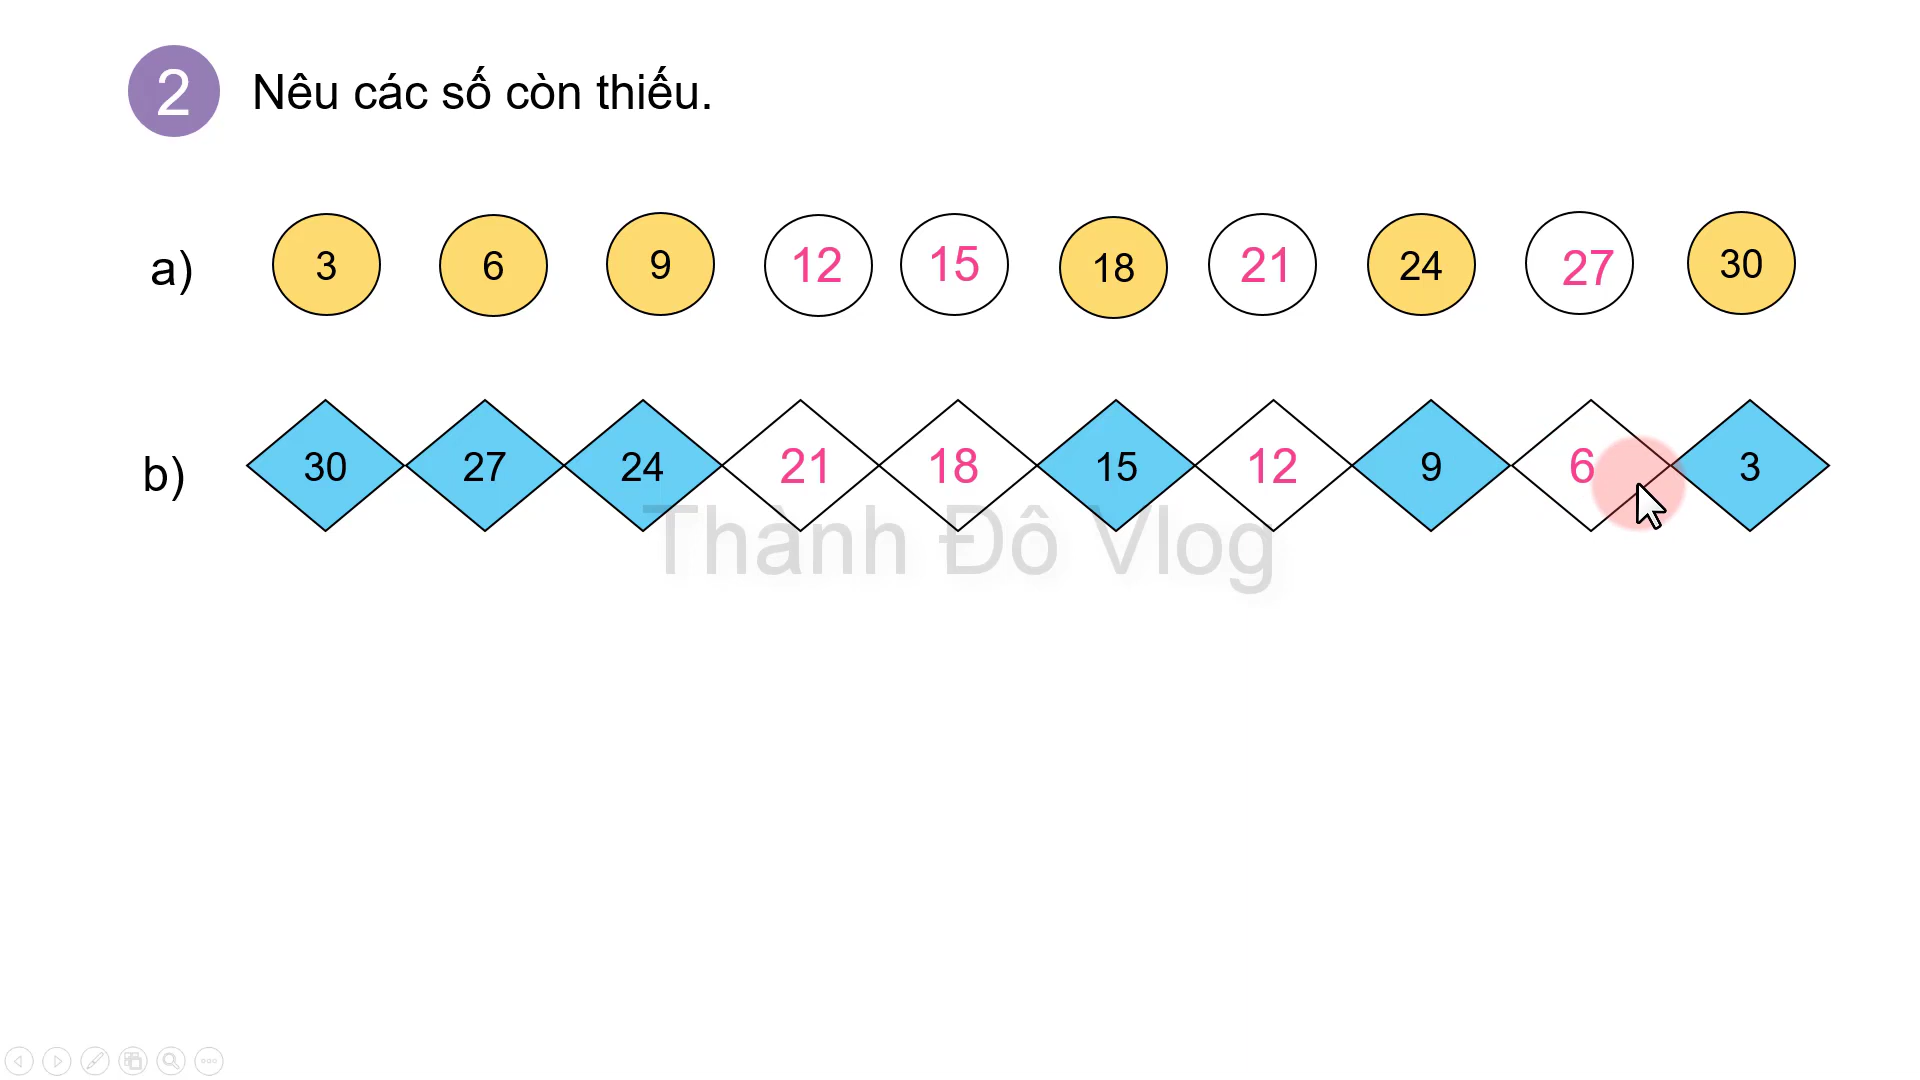 2 Nêu các số còn thiếu.
a) 3 6 9 12 15 18 21 24 27 30
b) 30 27 24 21 18 15 12 9 6 3
Thành Đô Vlog